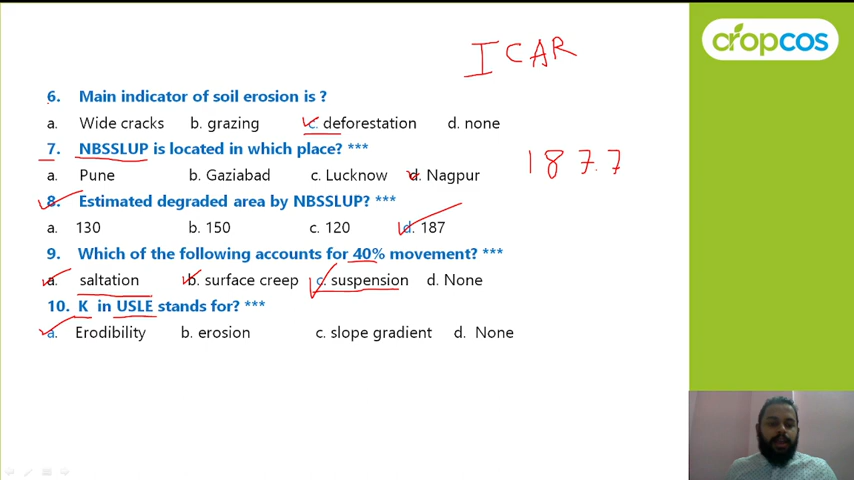 ICAR
cropcos
6. Main indicator of soil erosion is ?
a. Wide cracks b. grazing c. deforestation d. none
7. NBSSLUP is located in which place? ***
a. Pune b. Gaziabad c. Lucknow d. Nagpur
187.7
8. Estimated degraded area by NBSSLUP? ***
a. 130 b. 150 c. 120 d. 187
9. Which of the following accounts for 40% movement? ***
a. saltation b. surface creep c. suspension d. None
10. K in USLE stands for? ***
a. Erodibility b. erosion c. slope gradient d. None